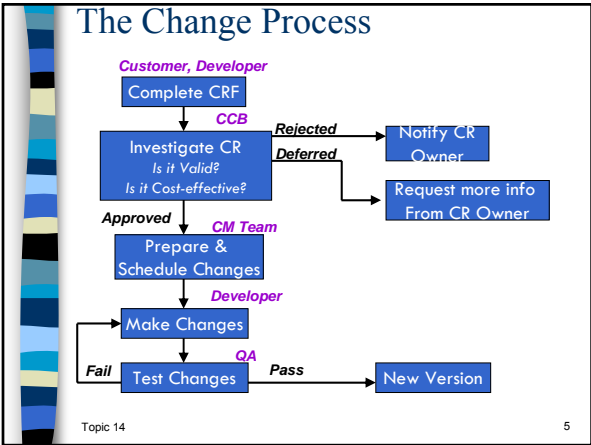 The Change Process
Customer, Developer
Complete CRF
CCB
Investigate CR
Is it Valid?
Is it Cost-effective?
Rejected
Notify CR
Owner
Deferred
Request more info
From CR Owner
Approved
CM Team
Prepare &
Schedule Changes
Developer
Make Changes
QA
Fail
Test Changes
Pass
New Version
Topic 14
5